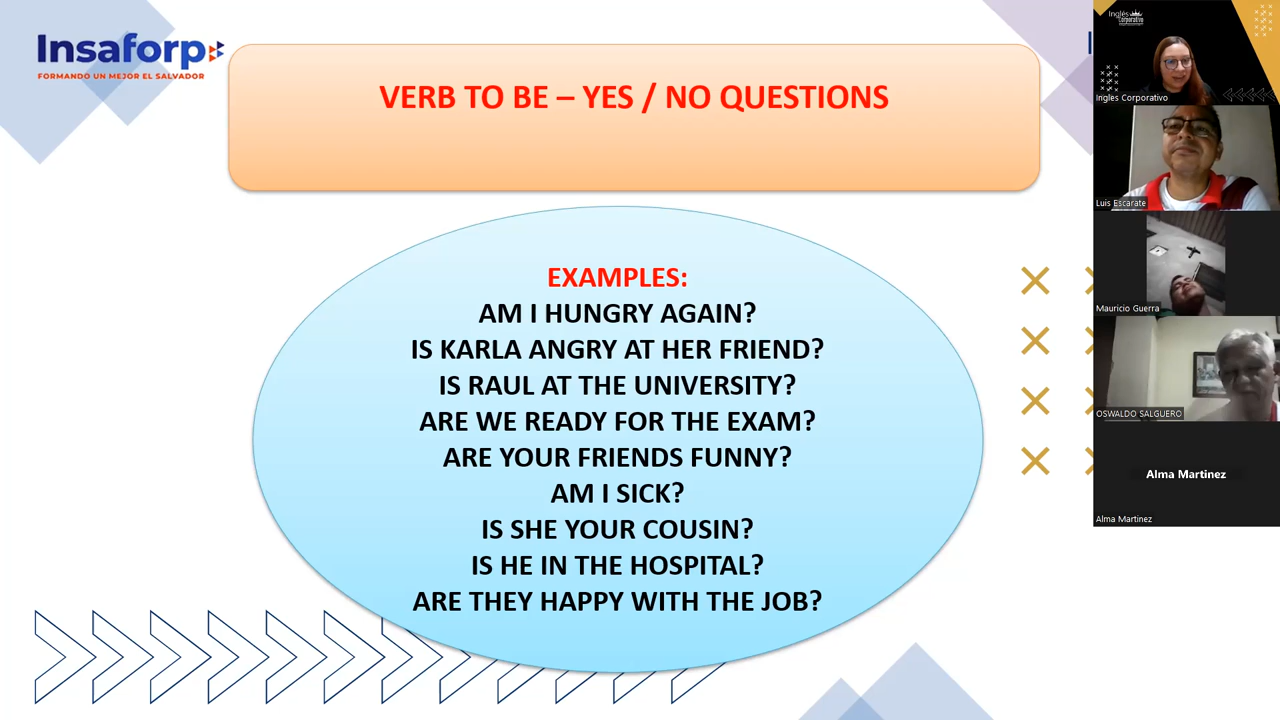 Insaforp
FORMANDO UN MEJOR EL SALVADOR
VERB TO BE – YES / NO QUESTIONS
EXAMPLES:
AM I HUNGRY AGAIN?
IS KARLA ANGRY AT HER FRIEND?
IS RAUL AT THE UNIVERSITY?
ARE WE READY FOR THE EXAM?
ARE YOUR FRIENDS FUNNY?
AM I SICK?
IS SHE YOUR COUSIN?
IS HE IN THE HOSPITAL?
ARE THEY HAPPY WITH THE JOB?
Inglés
Corporativo
Ingles Corporativo
Luis Escarate
Mauricio Guerra
OSWALDO SALGUERO
Alma Martinez
Alma Martinez